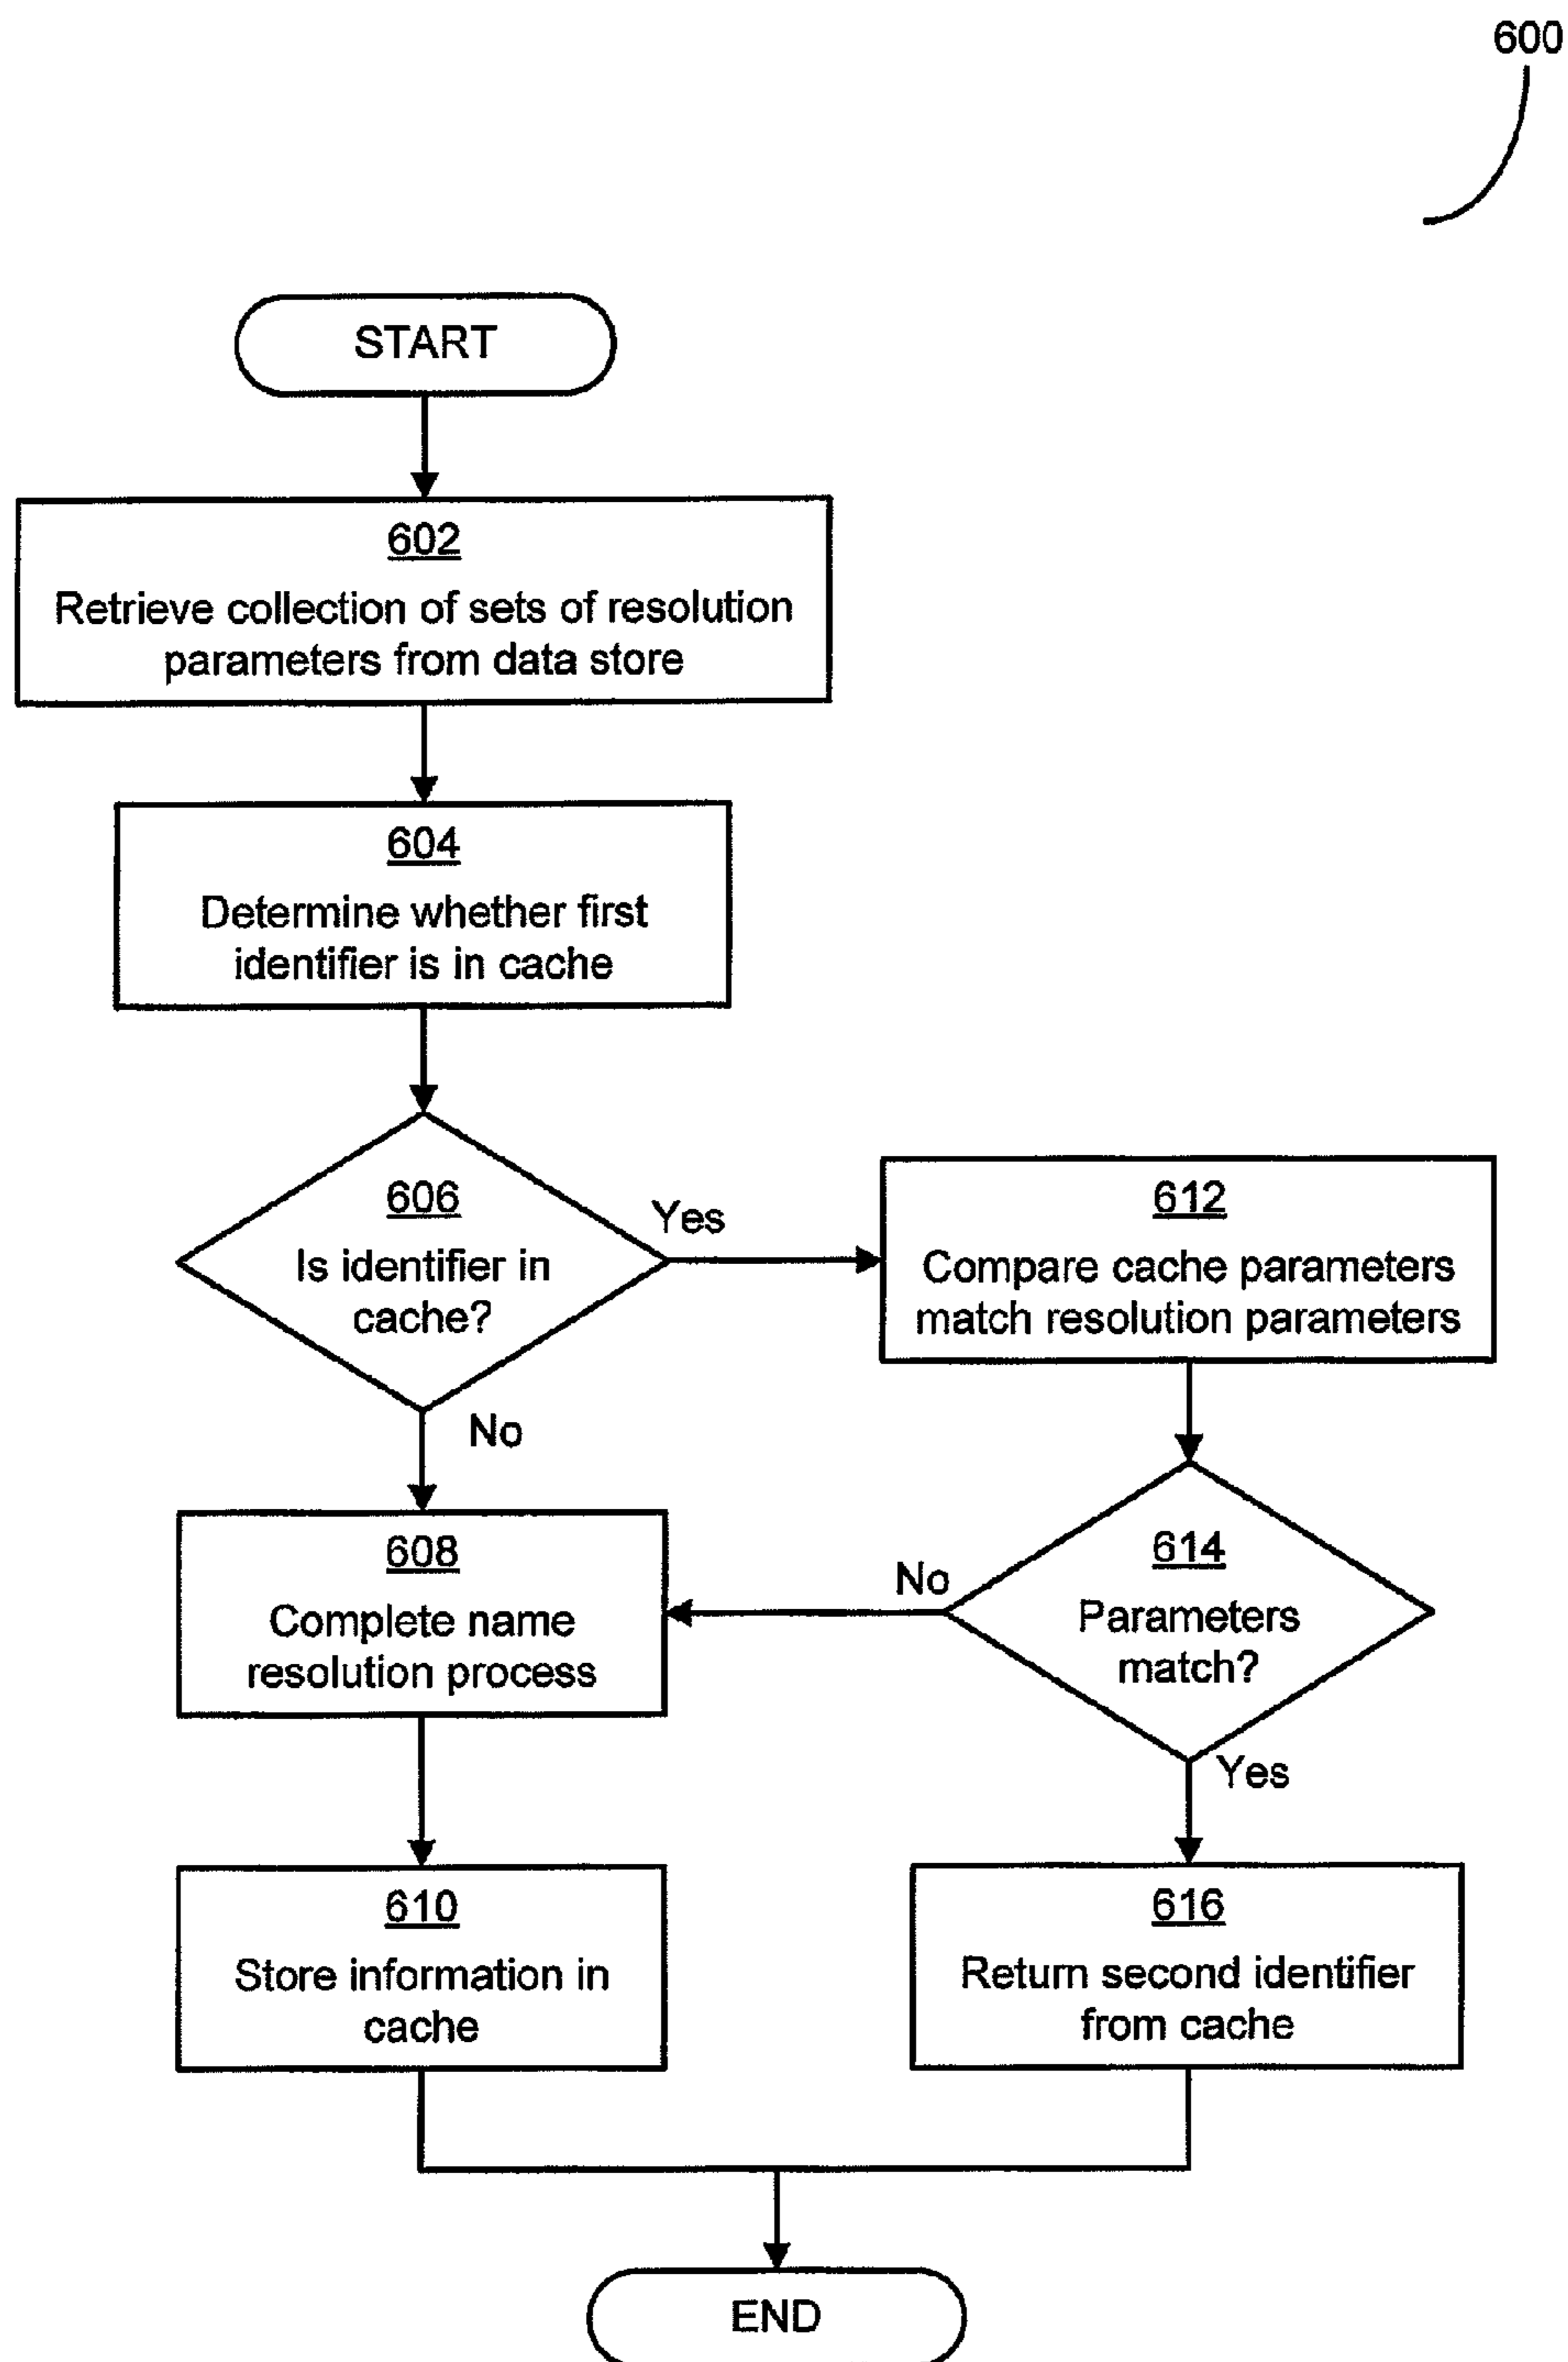 600
START
602
Retrieve collection of sets of resolution
parameters from data store
604
Determine whether first
identifier is in cache
606
Is identifier in
cache?
Yes
No
612
Compare cache parameters
match resolution parameters
614
Parameters
match?
No
Yes
608
Complete name
resolution process
610
Store information in
cache
616
Return second identifier
from cache
END